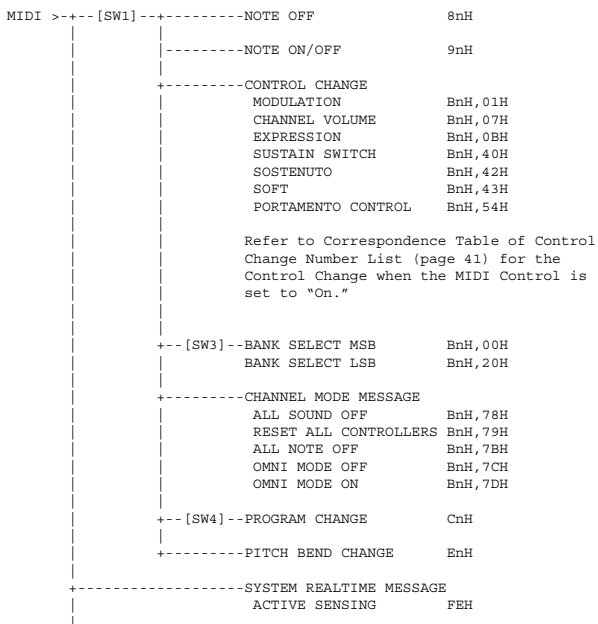 MIDI >-+--[SW1]--+---------NOTE OFF 8nH
|---------NOTE ON/OFF 9nH
+---------CONTROL CHANGE
MODULATION BnH,01H
CHANNEL VOLUME BnH,07H
EXPRESSION BnH,0BH
SUSTAIN SWITCH BnH,40H
SOSTENUTO BnH,42H
SOFT BnH,43H
PORTAMENTO CONTROL BnH,54H
Refer to Correspondence Table of Control
Change Number List (page 41) for the
Control Change when the MIDI Control is
set to “On.”
+--[SW3]--BANK SELECT MSB BnH,00H
BANK SELECT LSB BnH,20H
+---------CHANNEL MODE MESSAGE
ALL SOUND OFF BnH,78H
RESET ALL CONTROLLERS BnH,79H
ALL NOTE OFF BnH,7BH
OMNI MODE OFF BnH,7CH
OMNI MODE ON BnH,7DH
+--[SW4]--PROGRAM CHANGE CnH
+---------PITCH BEND CHANGE EnH
+-------------------SYSTEM REALTIME MESSAGE
ACTIVE SENSING FEH